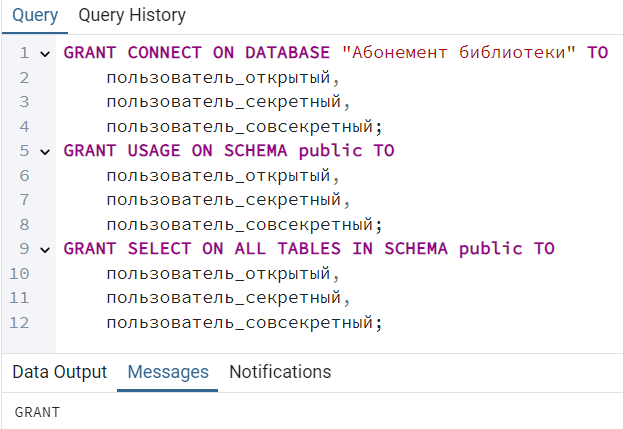 Query Query History
1 GRANT CONNECT ON DATABASE "Абонемент библиотеки" TO
2 пользователь_открытый,
3 пользователь_секретный,
4 пользователь_совсекретный;
5 GRANT USAGE ON SCHEMA public TO
6 пользователь_открытый,
7 пользователь_секретный,
8 пользователь_совсекретный;
9 GRANT SELECT ON ALL TABLES IN SCHEMA public TO
10 пользователь_открытый,
11 пользователь_секретный,
12 пользователь_совсекретный;
Data Output Messages Notifications
GRANT